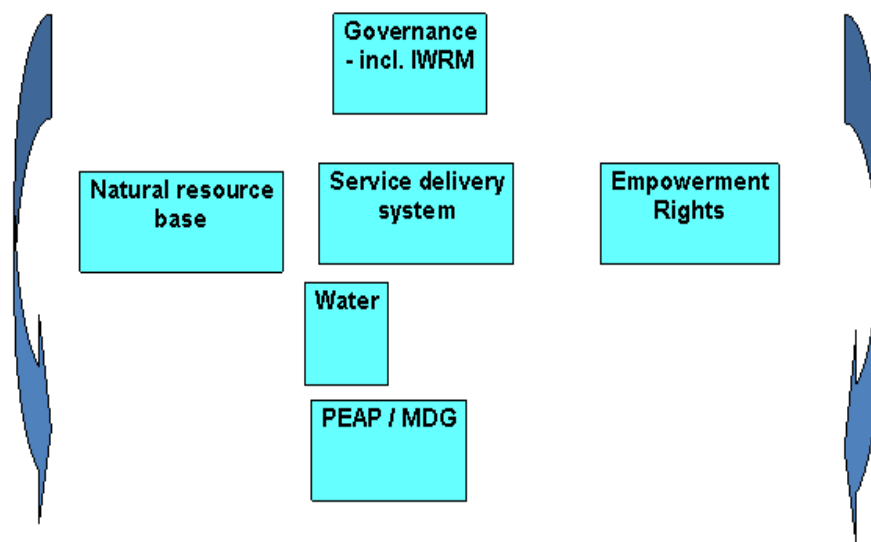 Governance
- incl. IWRM
Natural resource
base
Service delivery
system
Empowerment
Rights
Water
PEAP / MDG